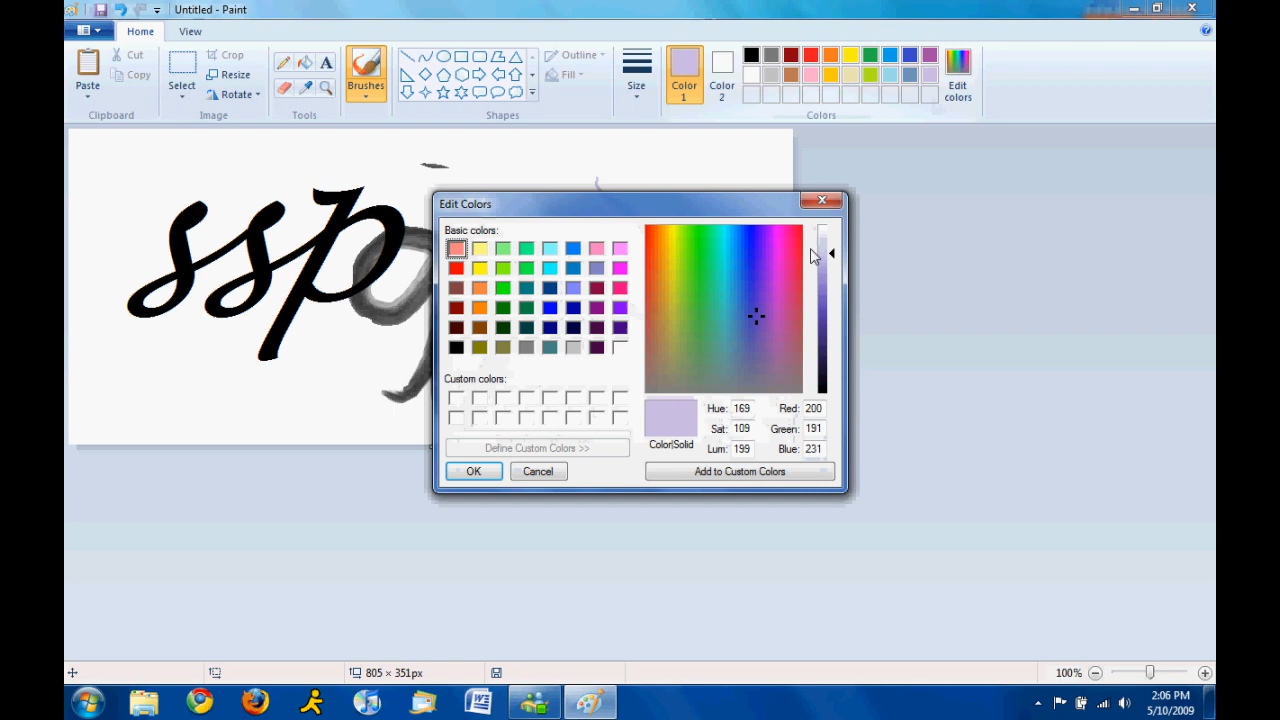 Untitled - Paint
Home View
Paste
Cut
Copy
Clipboard
Select
Crop
Resize
Rotate
Image
A
Tools
Brushes
Shapes
Outline
Fill
Size
Color
1
Color
2
Edit
colors
Colors
ssp
Edit Colors
Basic colors:
Custom colors:
Define Custom Colors >>
OK Cancel
Color|Solid
Hue: 169 Red: 200
Sat: 109 Green: 191
Lum: 199 Blue: 231
Add to Custom Colors
805 × 351px
100%
2:06 PM
5/10/2009